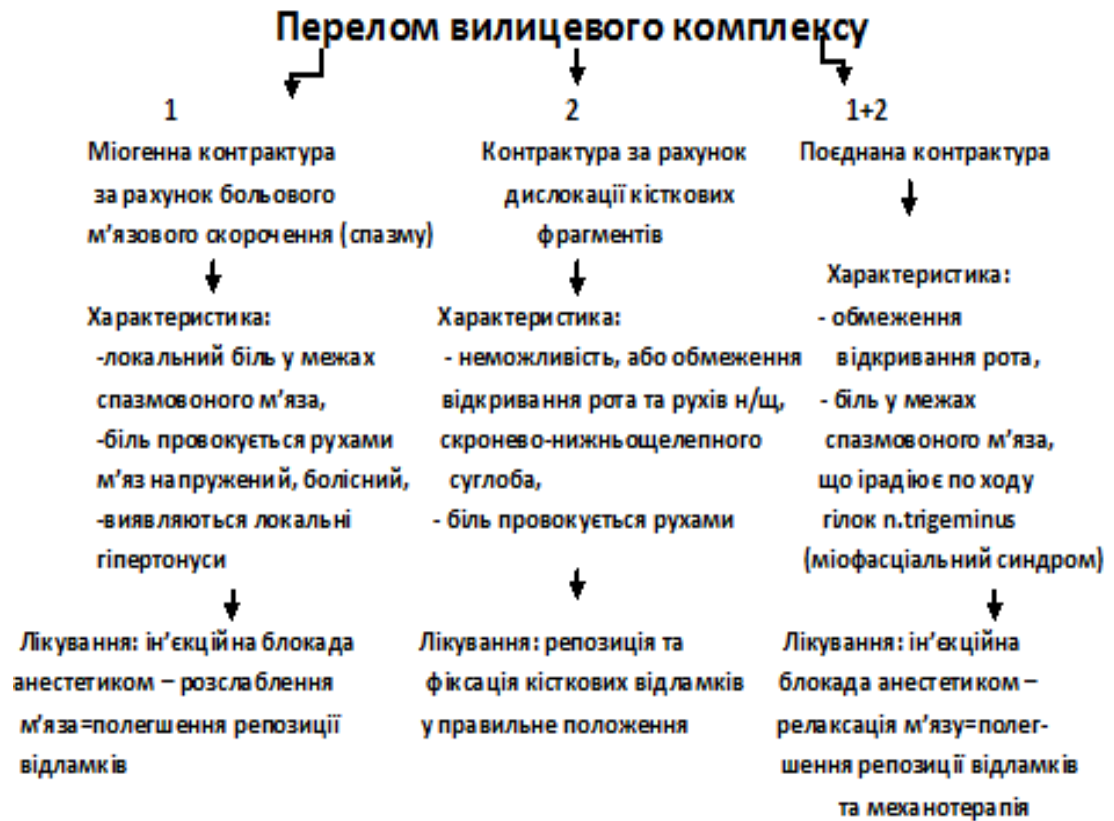 Перелом вилицевого комплексу
1
Міогенна контрактура
за рахунок больового
м’язового скорочення (спазму)
Характеристика:
-локальний біль у межах
спазмовоного м’яза,
-біль провокується рухами
м’яз напружений, болісний,
-виявляються локальні
гіпертонуси
Лікування: ін’єкційна блокада
анестетиком – розслаблення
м’яза=полегшення репозиції
відламків
2
Контрактура за рахунок
дислокації кісткових
фрагментів
Характеристика:
- неможливість, або обмеження
відкривання рота та рухів н/щ,
скронево-нижньощелепного
суглоба,
- біль провокується рухами
Лікування: репозиція та
фіксація кісткових відламків
у правильне положення
1+2
Поєднана контрактура
Характеристика:
- обмеження
відкривання рота,
- біль у межах
спазмовоного м’яза,
що ірадіює по ходу
гілок n.trigeminus
(міофасціальний синдром)
Лікування: ін’єкційна
блокада анестетиком –
релаксація м’язу=полег-
шення репозиції відламків
та механотерапія